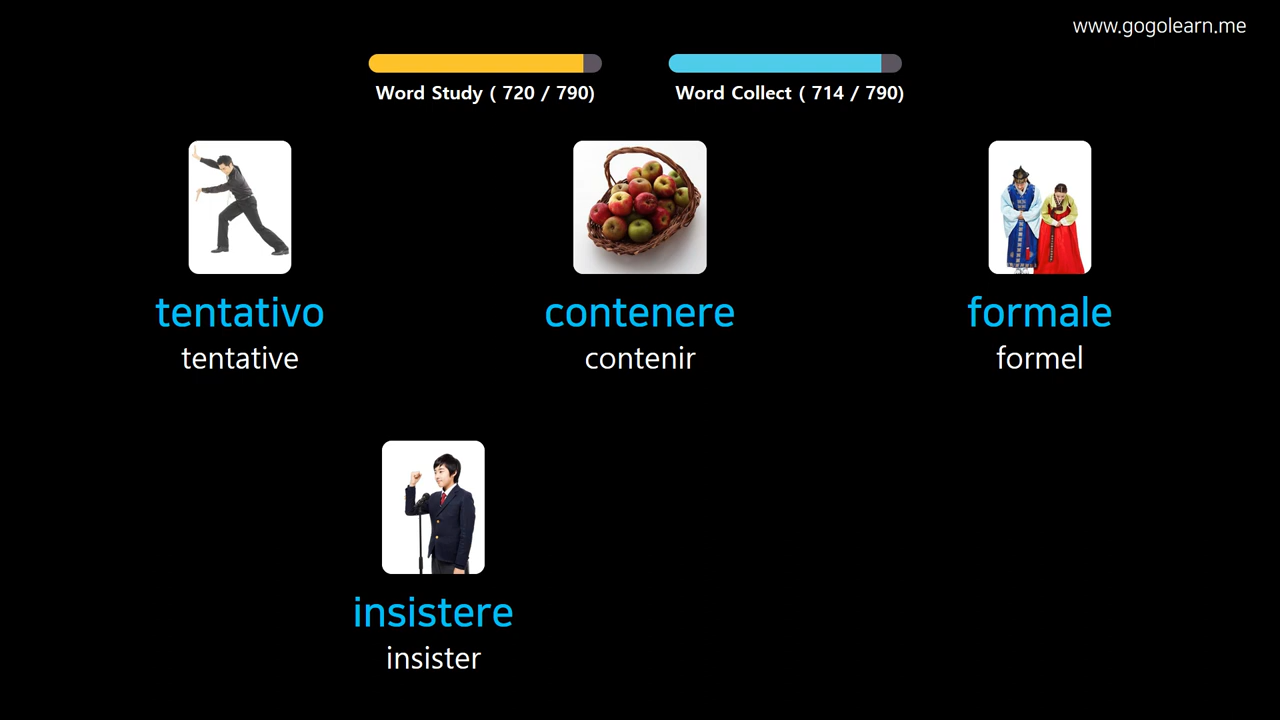 www.gogolearn.me
Word Study ( 720 / 790)
Word Collect ( 714 / 790)
tentativo
tentative
contenere
contenir
formale
formel
insistere
insister